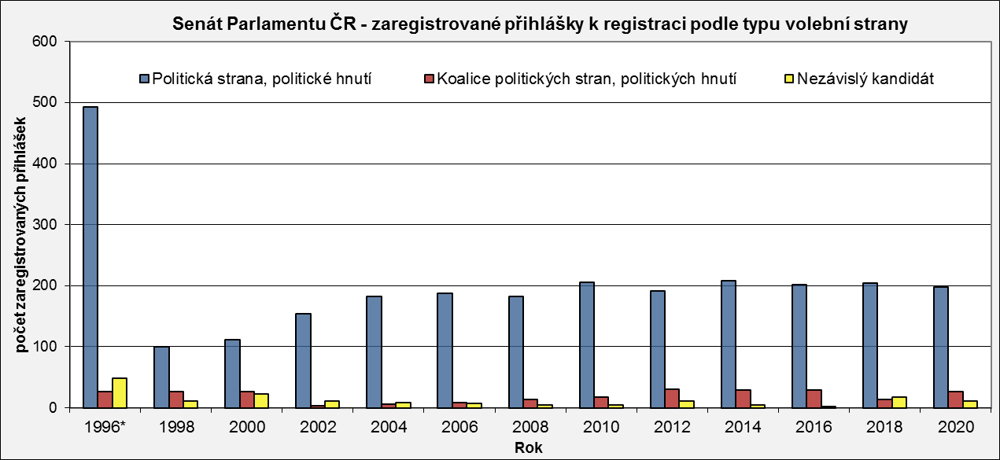 Senát Parlamentu ČR - zaregistrované přihlášky k registraci podle typu volební strany
Politická strana, politické hnutí
Koalice politických stran, politických hnutí
Nezávislý kandidát
počet zaregistrovaných přihlášek
600
500
400
300
200
100
0
1996* 1998 2000 2002 2004 2006 2008 2010 2012 2014 2016 2018 2020
Rok